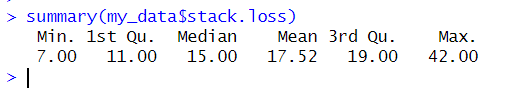 > summary(my_data$stack.loss)
   Min. 1st Qu.  Median    Mean 3rd Qu.    Max.
   7.00   11.00   15.00   17.52   19.00   42.00
>